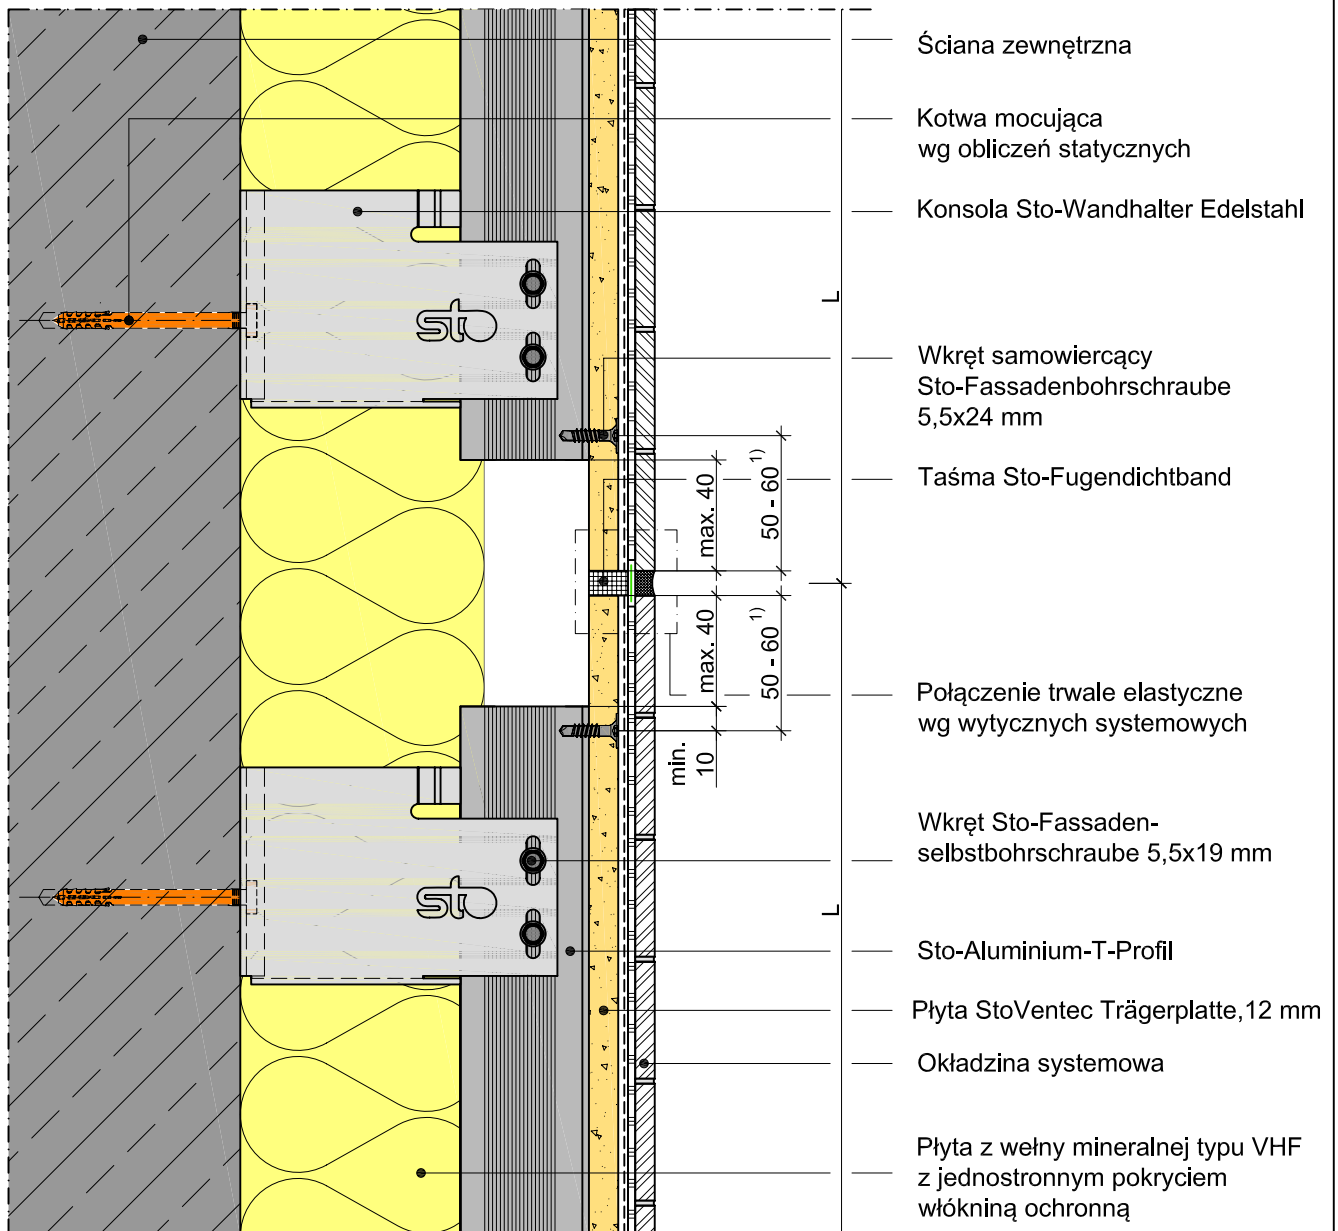 Ściana zewnętrzna
Kotwa mocująca
wg obliczeń statycznych
Konsola Sto-Wandhalter Edelstahl
L
sto
Wkręt samowiercący
Sto-Fassadenbohrschraube
5,5x24 mm
Taśma Sto-Fugendichtband
max. 40
50 - 60 1)
max. 40
50 - 60 1)
Połączenie trwale elastyczne
wg wytycznych systemowych
min.
10
Wkręt Sto-Fassaden-
selbstbohrschraube 5,5x19 mm
sto
L
Sto-Aluminium-T-Profil
Płyta StoVentec Trägerplatte,12 mm
Okładzina systemowa
Płyta z wełny mineralnej typu VHF
z jednostronnym pokryciem
włókniną ochronną